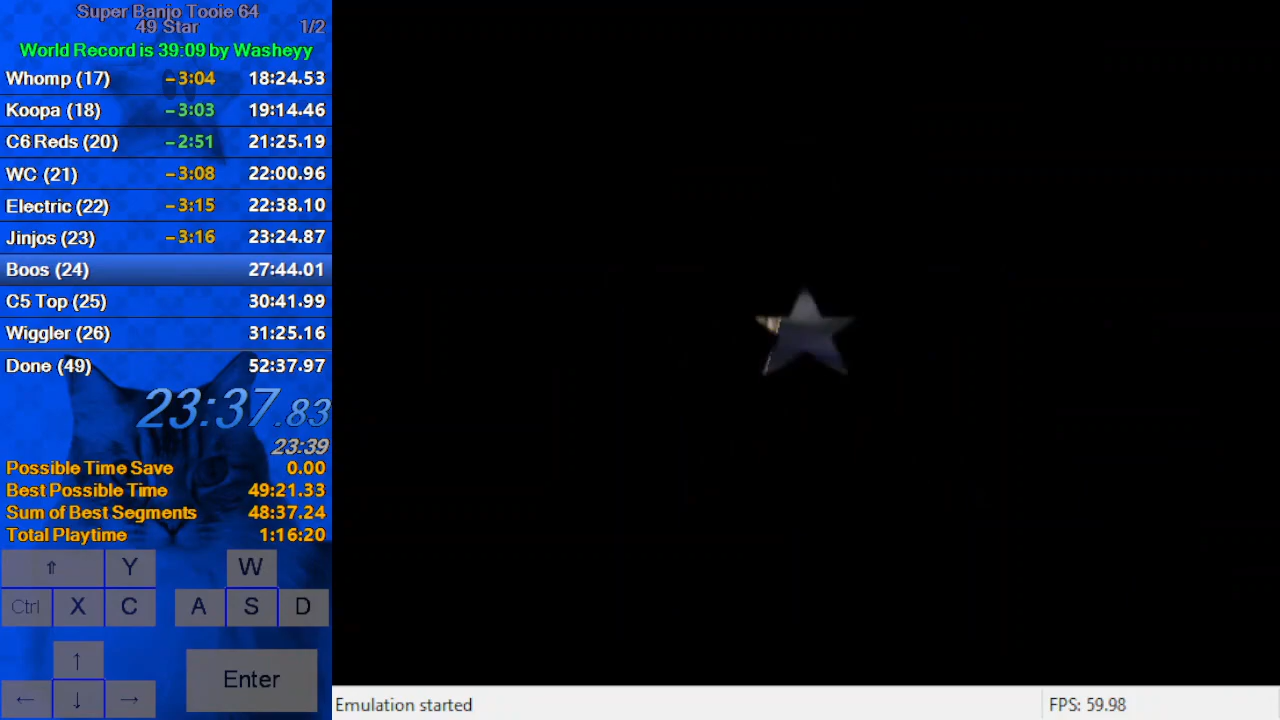 Super Banjo Tooie 64
49 Star 1/2
World Record is 39:09 by Washeyy
Whomp (17) -3:04 18:24.53
Koopa (18) -3:03 19:14.46
C6 Reds (20) -2:51 21:25.19
WC (21) -3:08 22:00.96
Electric (22) -3:15 22:38.10
Jinjos (23) -3:16 23:24.87
Boos (24) 27:44.01
C5 Top (25) 30:41.99
Wiggler (26) 31:25.16
Done (49) 52:37.97
23:37.83
23:39
Possible Time Save 0.00
Best Possible Time 49:21.33
Sum of Best Segments 48:37.24
Total Playtime 1:16:20
⇧ Y W
Ctrl X C A S D
↑
Enter
← ↓ →
Emulation started FPS: 59.98